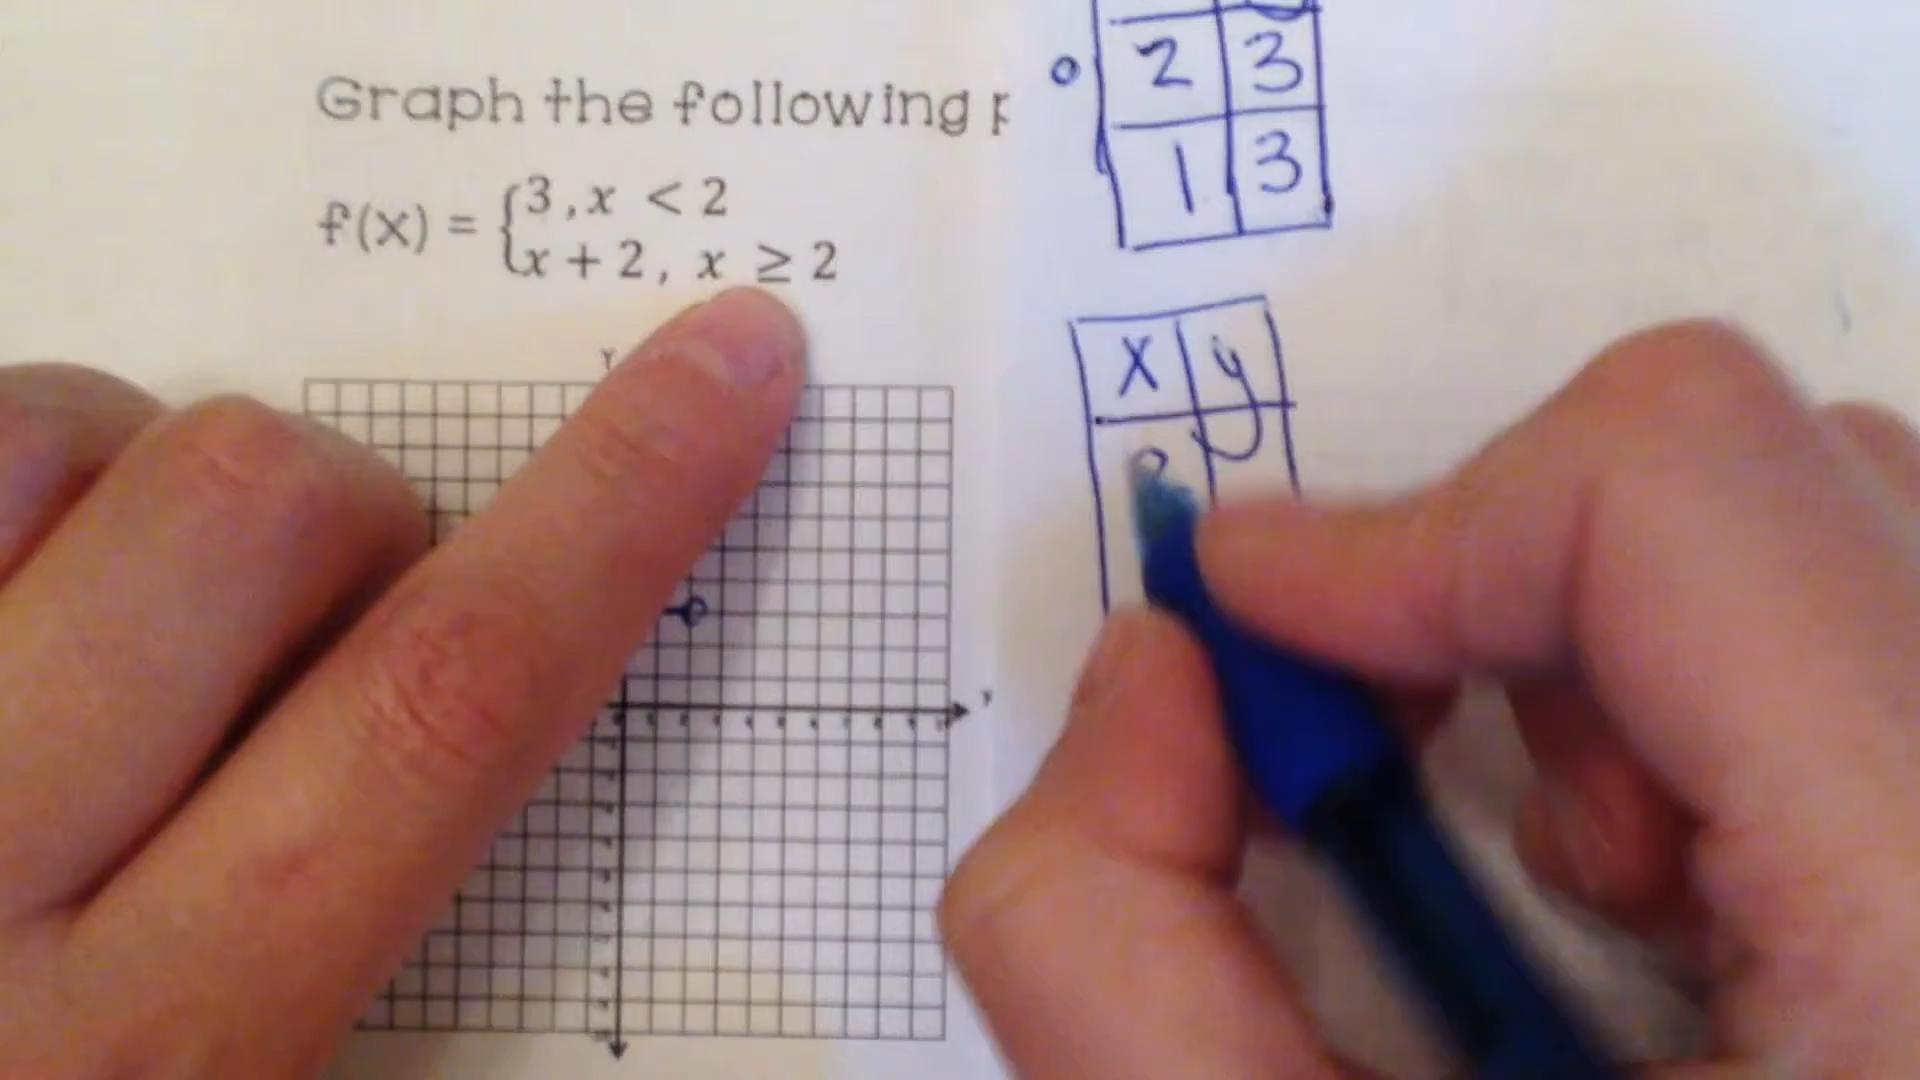 Graph the following
f(x) = {3, x < 2
x + 2, x ≥ 2
Y
x
o 2 3
1 3
x y